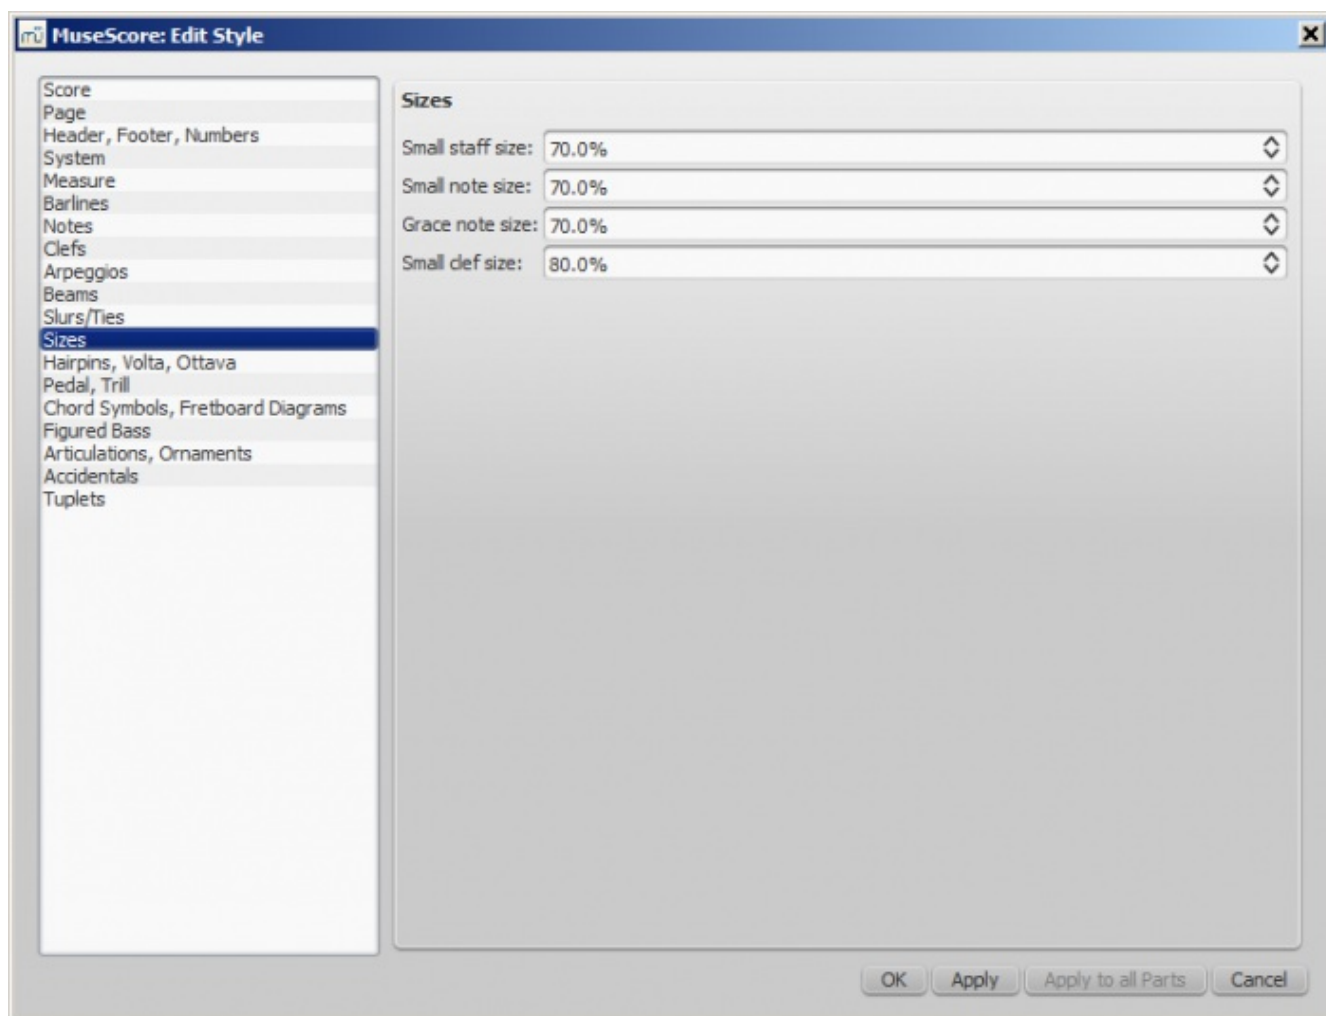 MuseScore: Edit Style
Score
Page
Header, Footer, Numbers
System
Measure
Barlines
Notes
Clefs
Arpeggios
Beams
Slurs/Ties
Sizes
Hairpins, Volta, Ottava
Pedal, Trill
Chord Symbols, Fretboard Diagrams
Figured Bass
Articulations, Ornaments
Accidentals
Tuplets
Sizes
Small staff size: 70.0%
Small note size: 70.0%
Grace note size: 70.0%
Small clef size: 80.0%
OK Apply Apply to all Parts Cancel